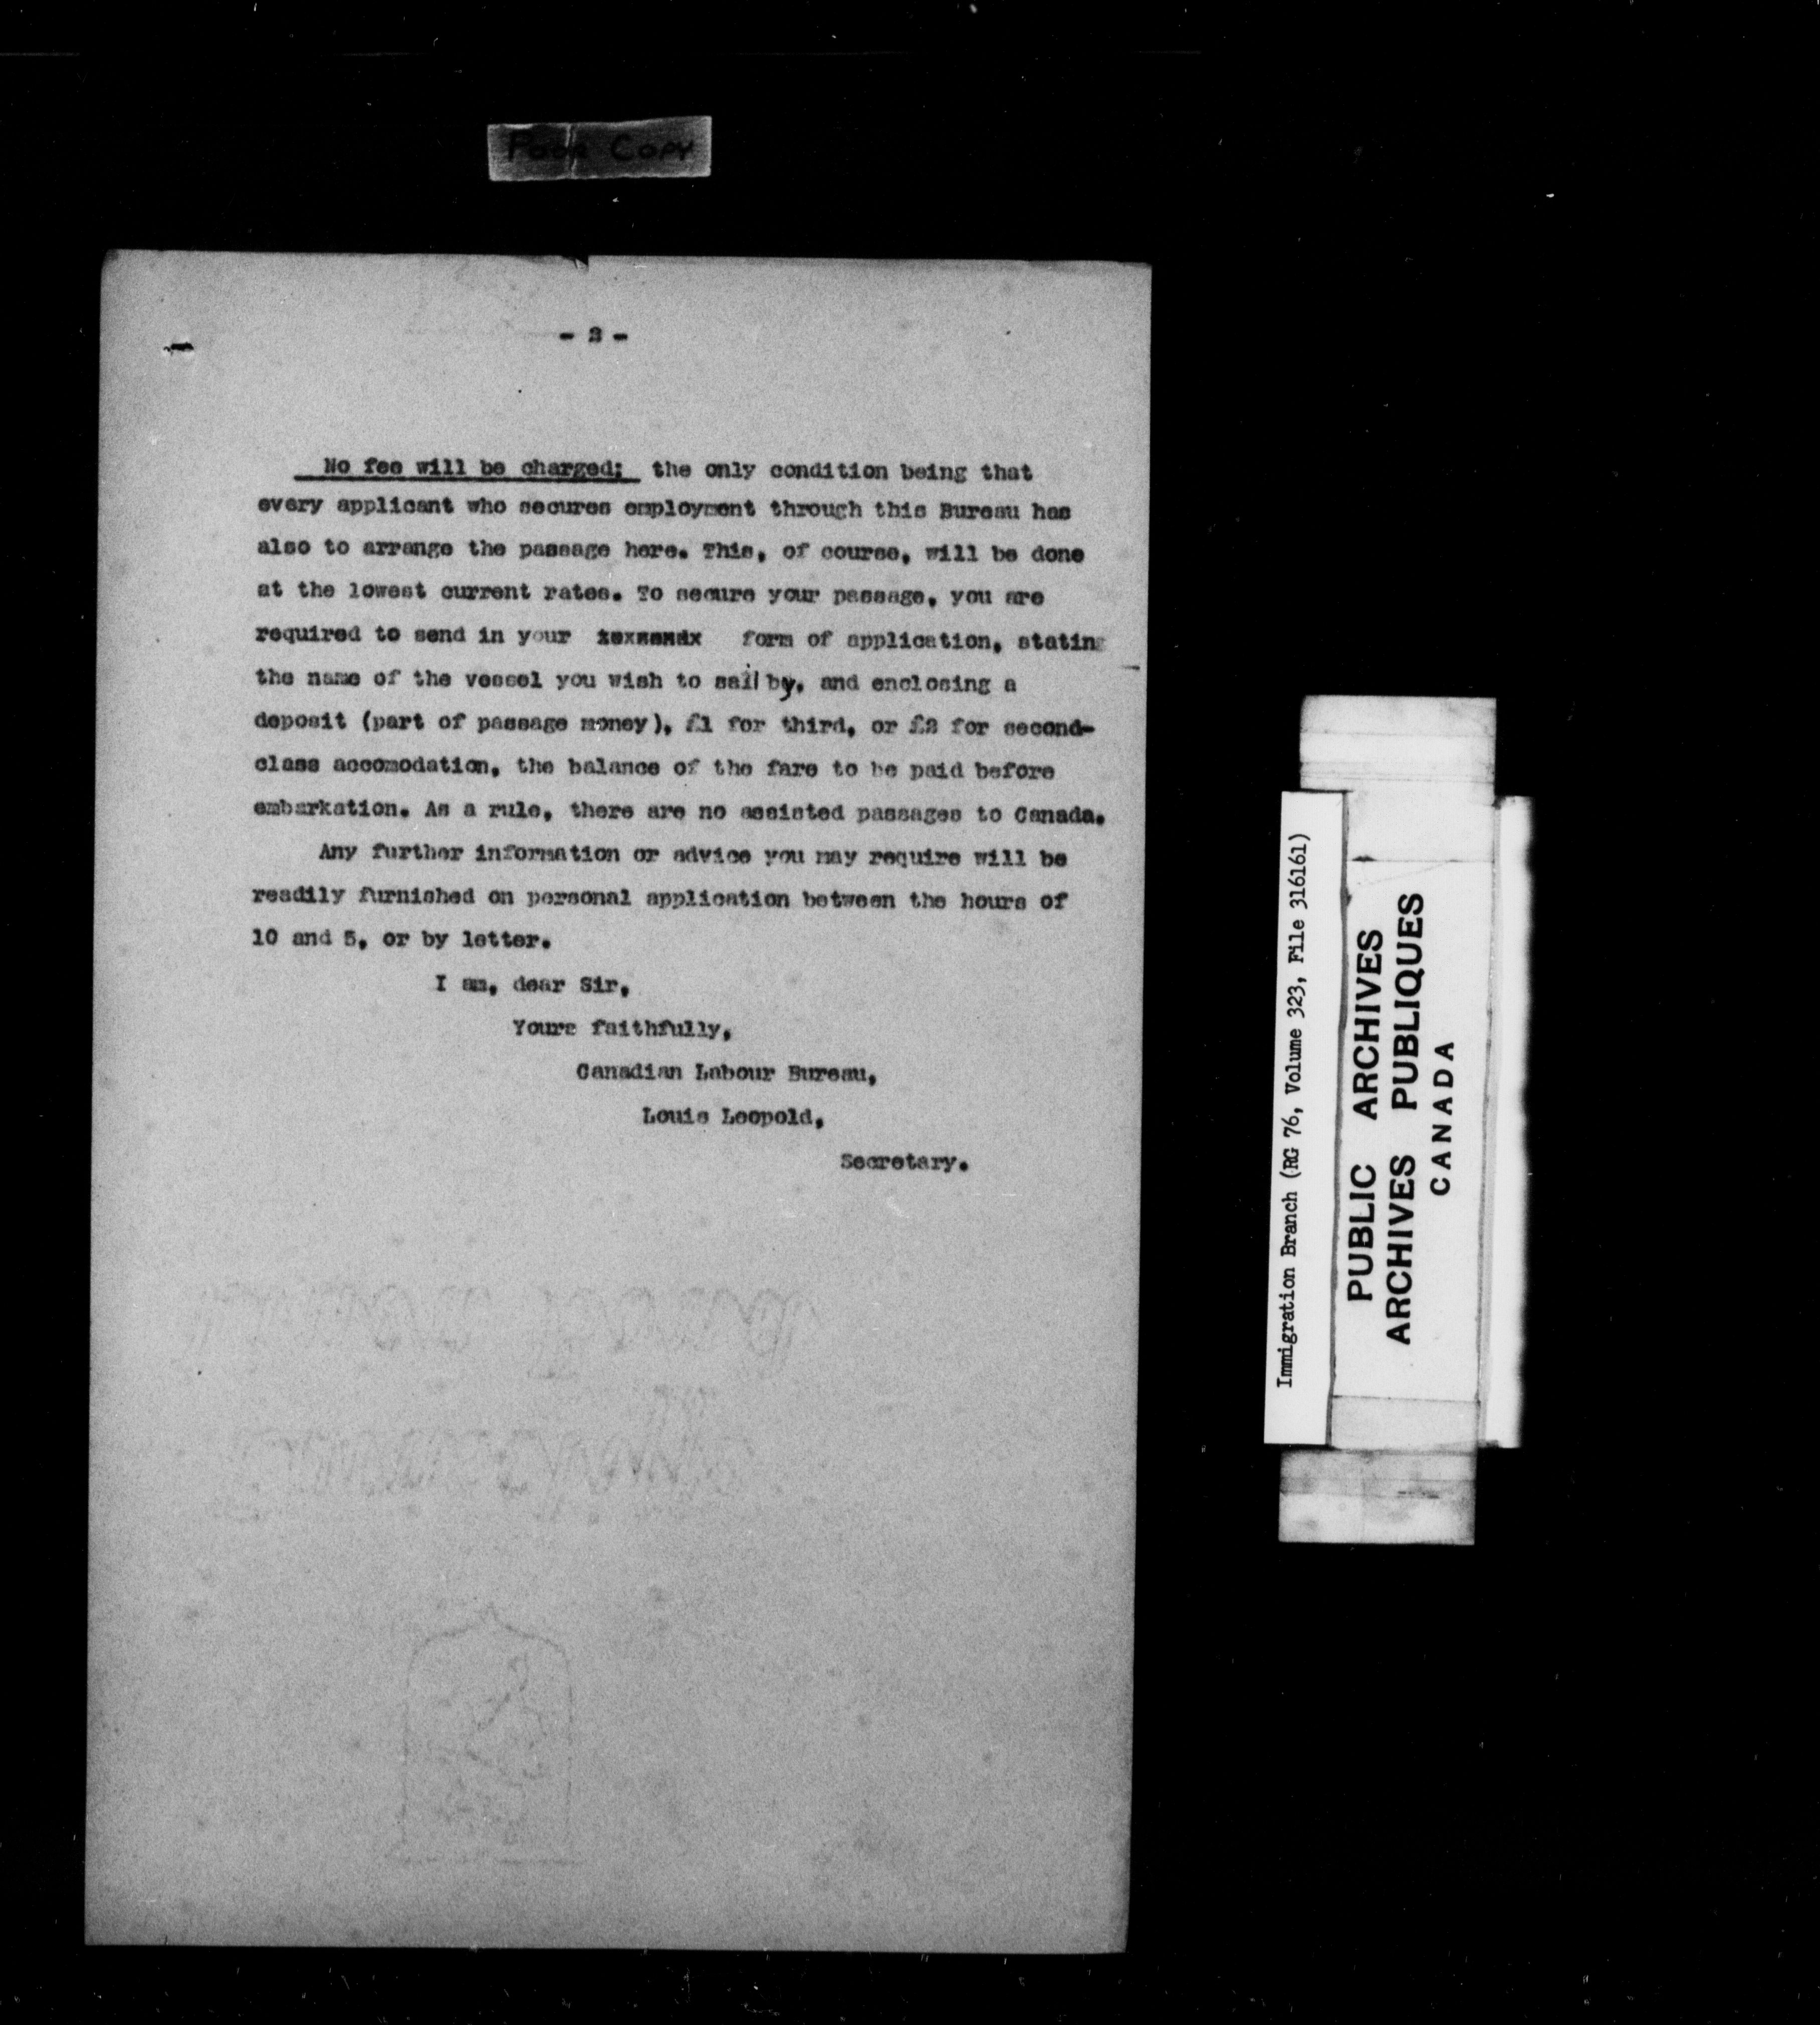 Poor Copy
- 2 -
No fee will be charged; the only condition being that
every applicant who secures employment through this Bureau has
also to arrange the passage here. This, of course, will be done
at the lowest current rates. To secure your passage, you are
required to send in your form of application, stating
the name of the vessel you wish to sail by, and enclosing a
deposit (part of passage money), £1 for third, or £2 for second-
class accomodation, the balance of the fare to be paid before
embarkation. As a rule, there are no assisted passages to Canada.
Any further information or advice you may require will be
readily furnished on personal application between the hours of
10 and 5, or by letter.
I am, dear Sir,
Yours faithfully,
Canadian Labour Bureau,
Louis Leopold,
Secretary.
Immigration Branch (RG 76, Volume 323, File 316161)
PUBLIC ARCHIVES
ARCHIVES PUBLIQUES
CANADA